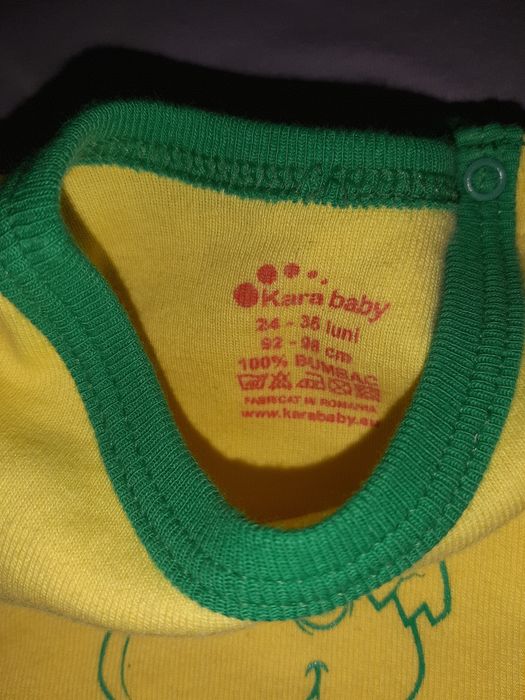 Kara baby
24 - 36 luni
92 - 98 cm
100% BUMBAC
FABRICAT IN ROMANIA
www.karababy.eu